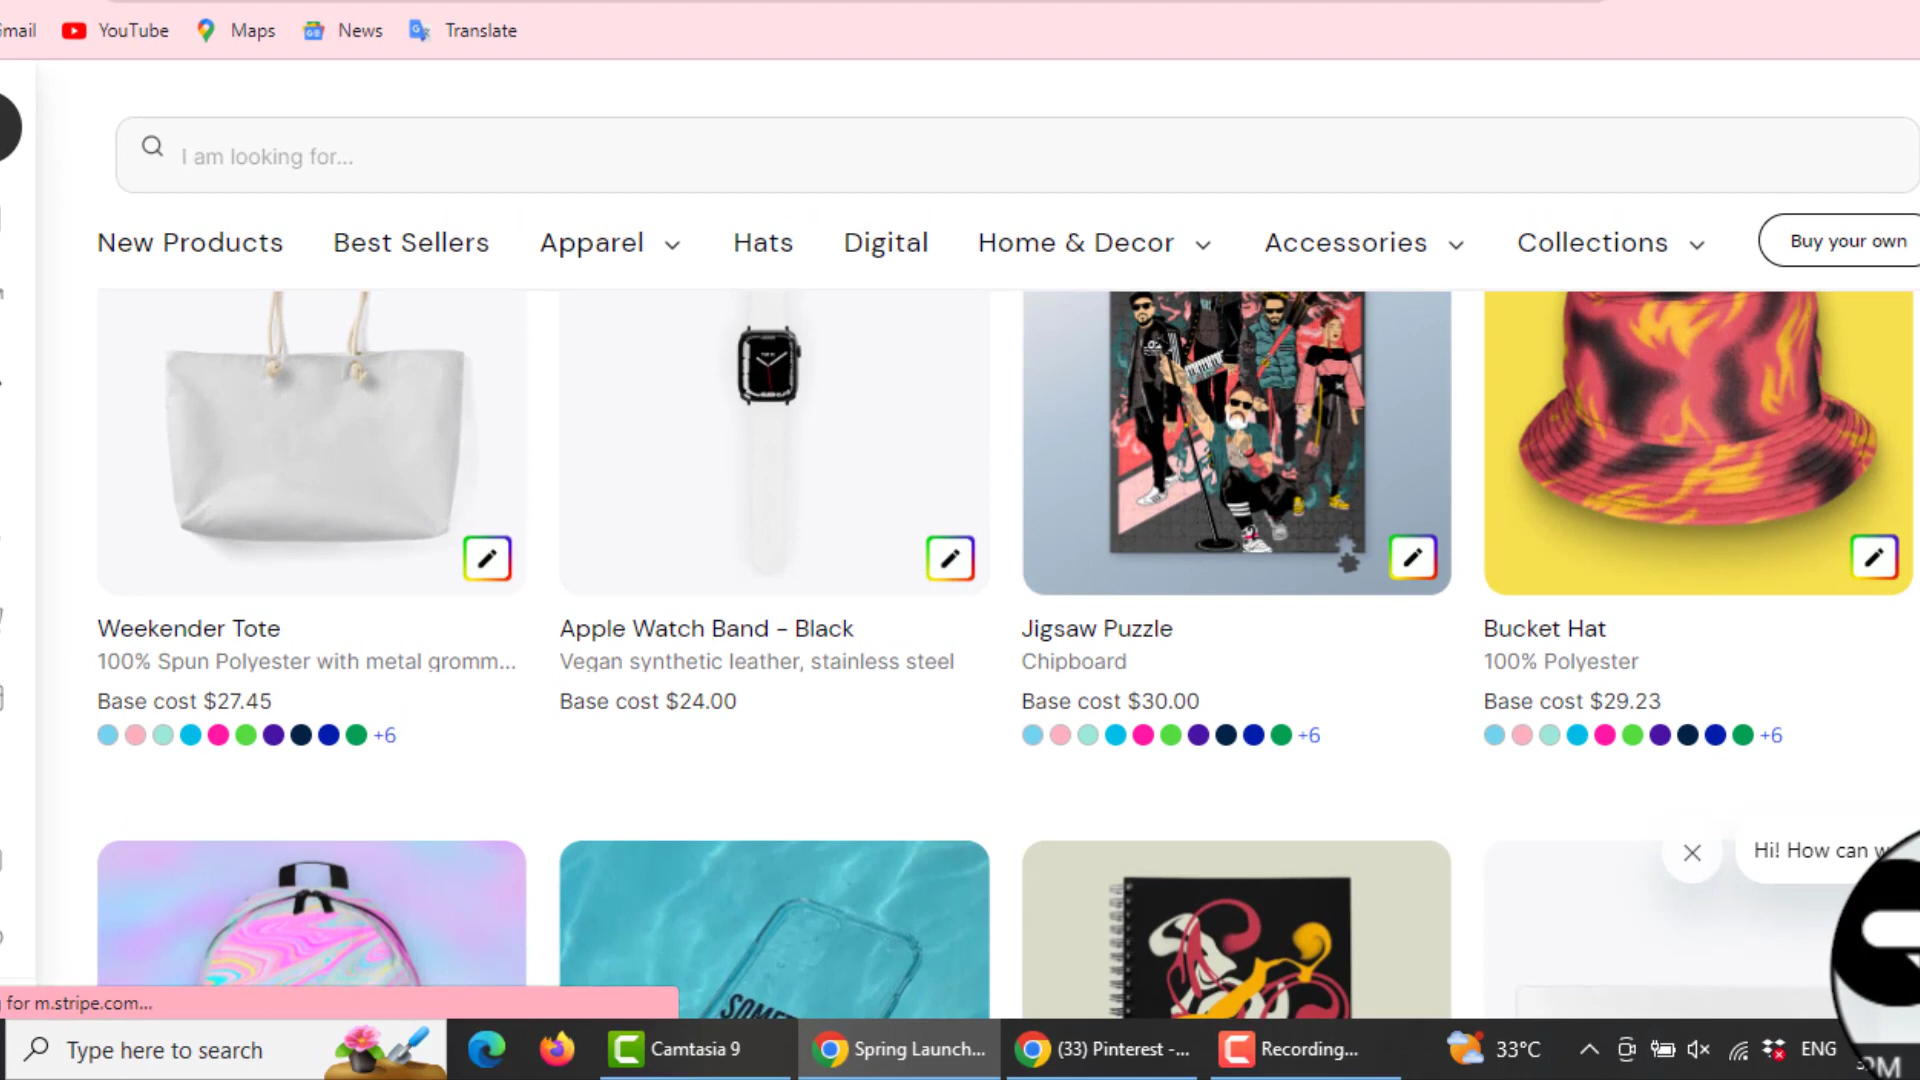 Gmail YouTube Maps News Translate
I am looking for...
New Products Best Sellers Apparel Hats Digital Home & Decor Accessories Collections Buy your own
Weekender Tote Apple Watch Band - Black Jigsaw Puzzle Bucket Hat
100% Spun Polyester with metal gromm... Vegan synthetic leather, stainless steel Chipboard 100% Polyester
Base cost $27.45 Base cost $24.00 Base cost $30.00 Base cost $29.23
+6 +6 +6
Hi! How can w
for m.stripe.com...
Type here to search Camtasia 9 Spring Launch... (33) Pinterest -... Recording... 33°C ENG
PM